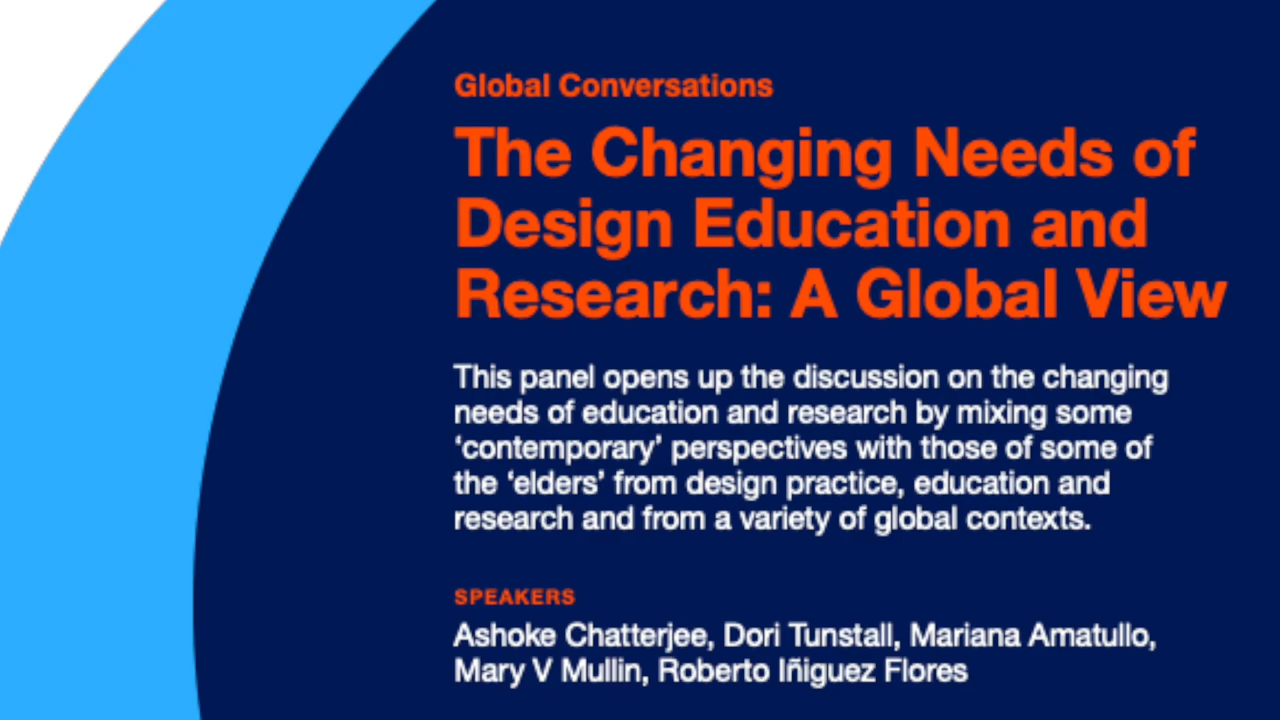 Global Conversations
The Changing Needs of
Design Education and
Research: A Global View
This panel opens up the discussion on the changing
needs of education and research by mixing some
‘contemporary’ perspectives with those of some of
the ‘elders’ from design practice, education and
research and from a variety of global contexts.
SPEAKERS
Ashoke Chatterjee, Dori Tunstall, Mariana Amatullo,
Mary V Mullin, Roberto Iñiguez Flores